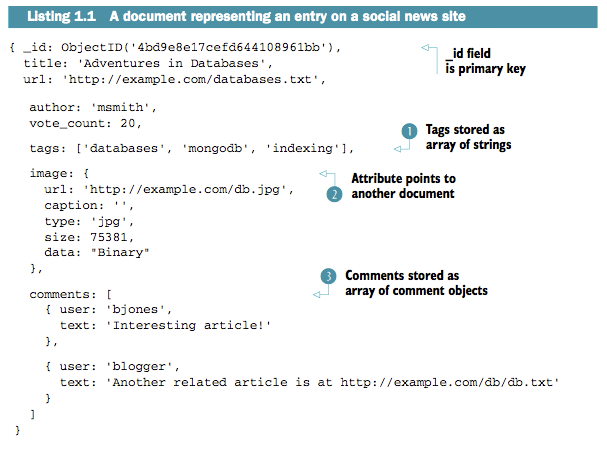 Listing 1.1 A document representing an entry on a social news site
{ _id: ObjectID('4bd9e8e17cefd644108961bb'),
_id field
is primary key
title: 'Adventures in Databases',
url: 'http://example.com/databases.txt',
author: 'msmith',
vote_count: 20,
1 Tags stored as
array of strings
tags: ['databases', 'mongodb', 'indexing'],
image: {
2 Attribute points to
another document
url: 'http://example.com/db.jpg',
caption: '',
type: 'jpg',
size: 75381,
data: "Binary"
},
3 Comments stored as
array of comment objects
comments: [
{ user: 'bjones',
text: 'Interesting article!'
},
{ user: 'blogger',
text: 'Another related article is at http://example.com/db/db.txt'
}
]
}